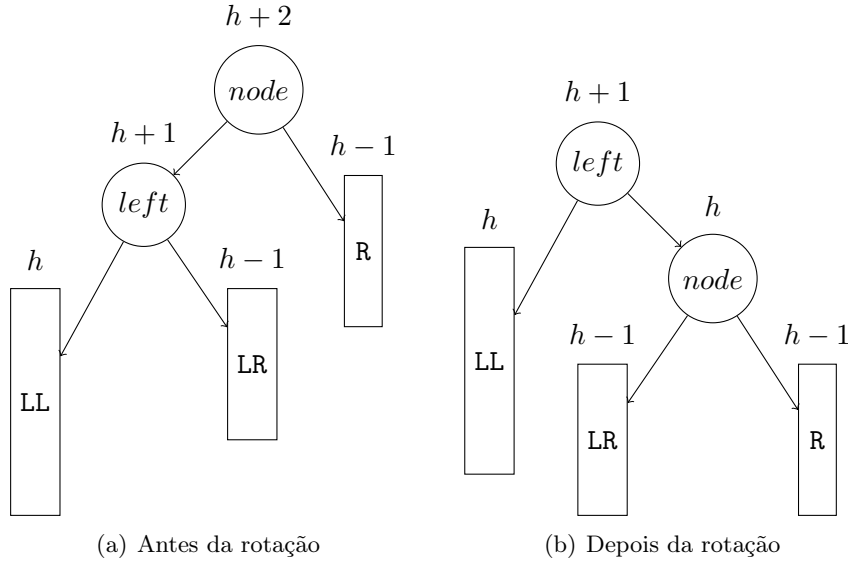 h + 2
node
h + 1
left
h − 1
R
h
LL
h − 1
LR
(a) Antes da rotação
h + 1
left
h
node
h
LL
h − 1
LR
h − 1
R
(b) Depois da rotação